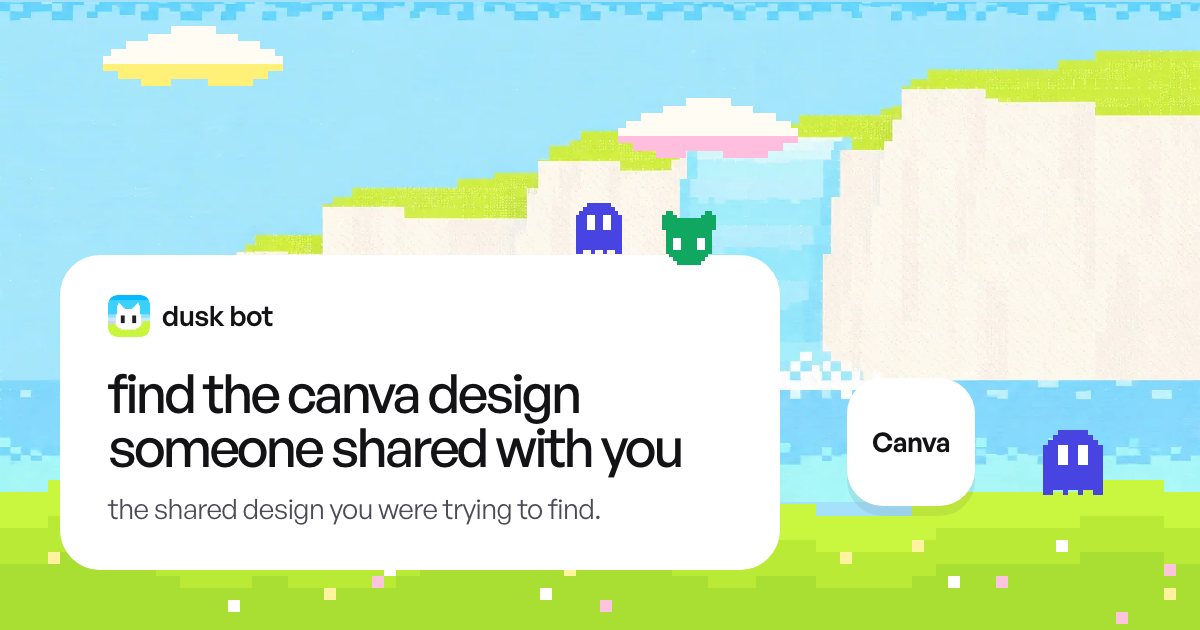 dusk bot
find the canva design
someone shared with you
the shared design you were trying to find.
Canva